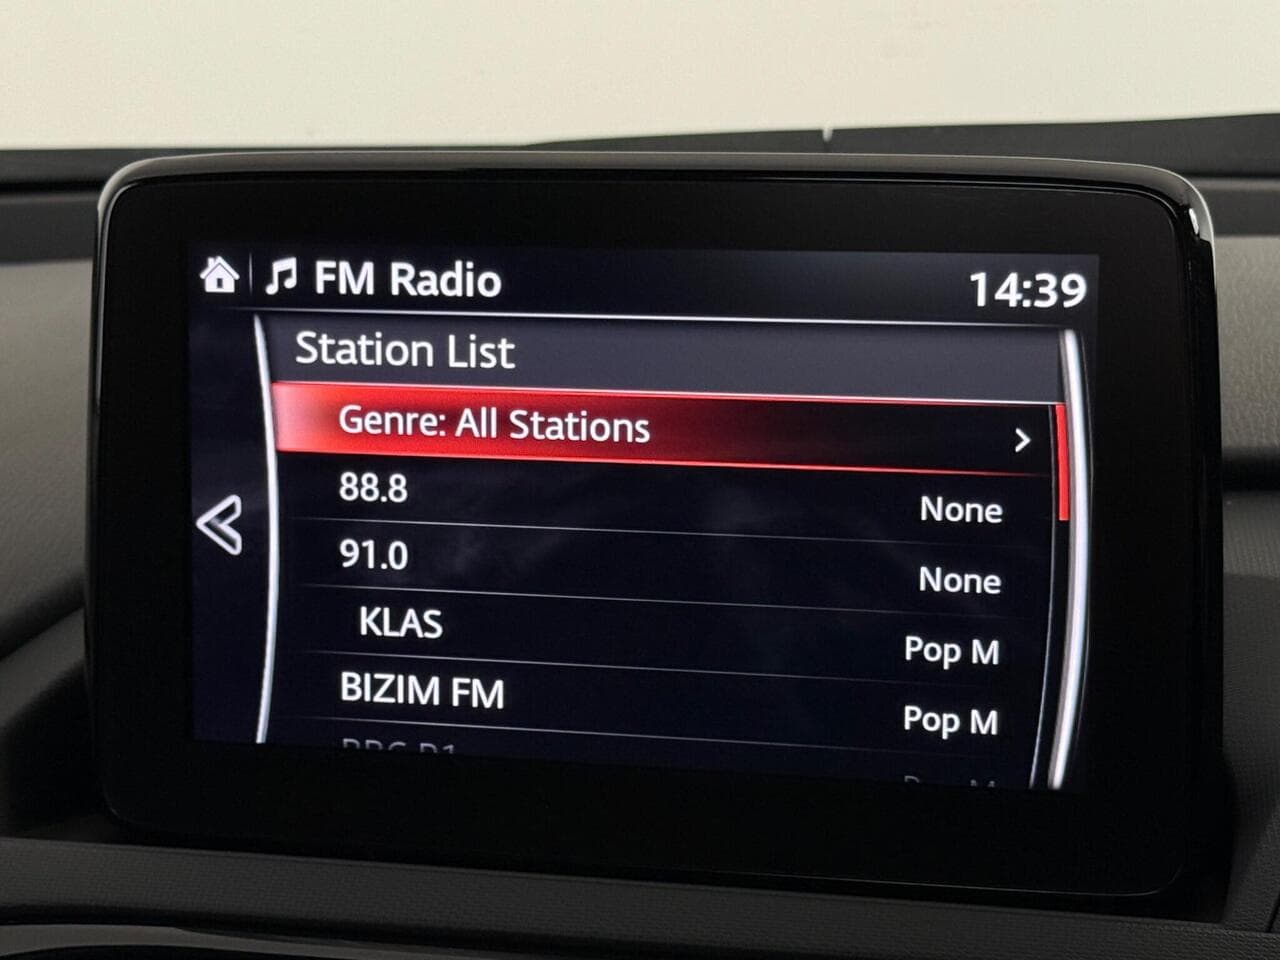 FM Radio 14:39
Station List
Genre: All Stations
88.8 None
91.0 None
KLAS Pop M
BIZIM FM Pop M